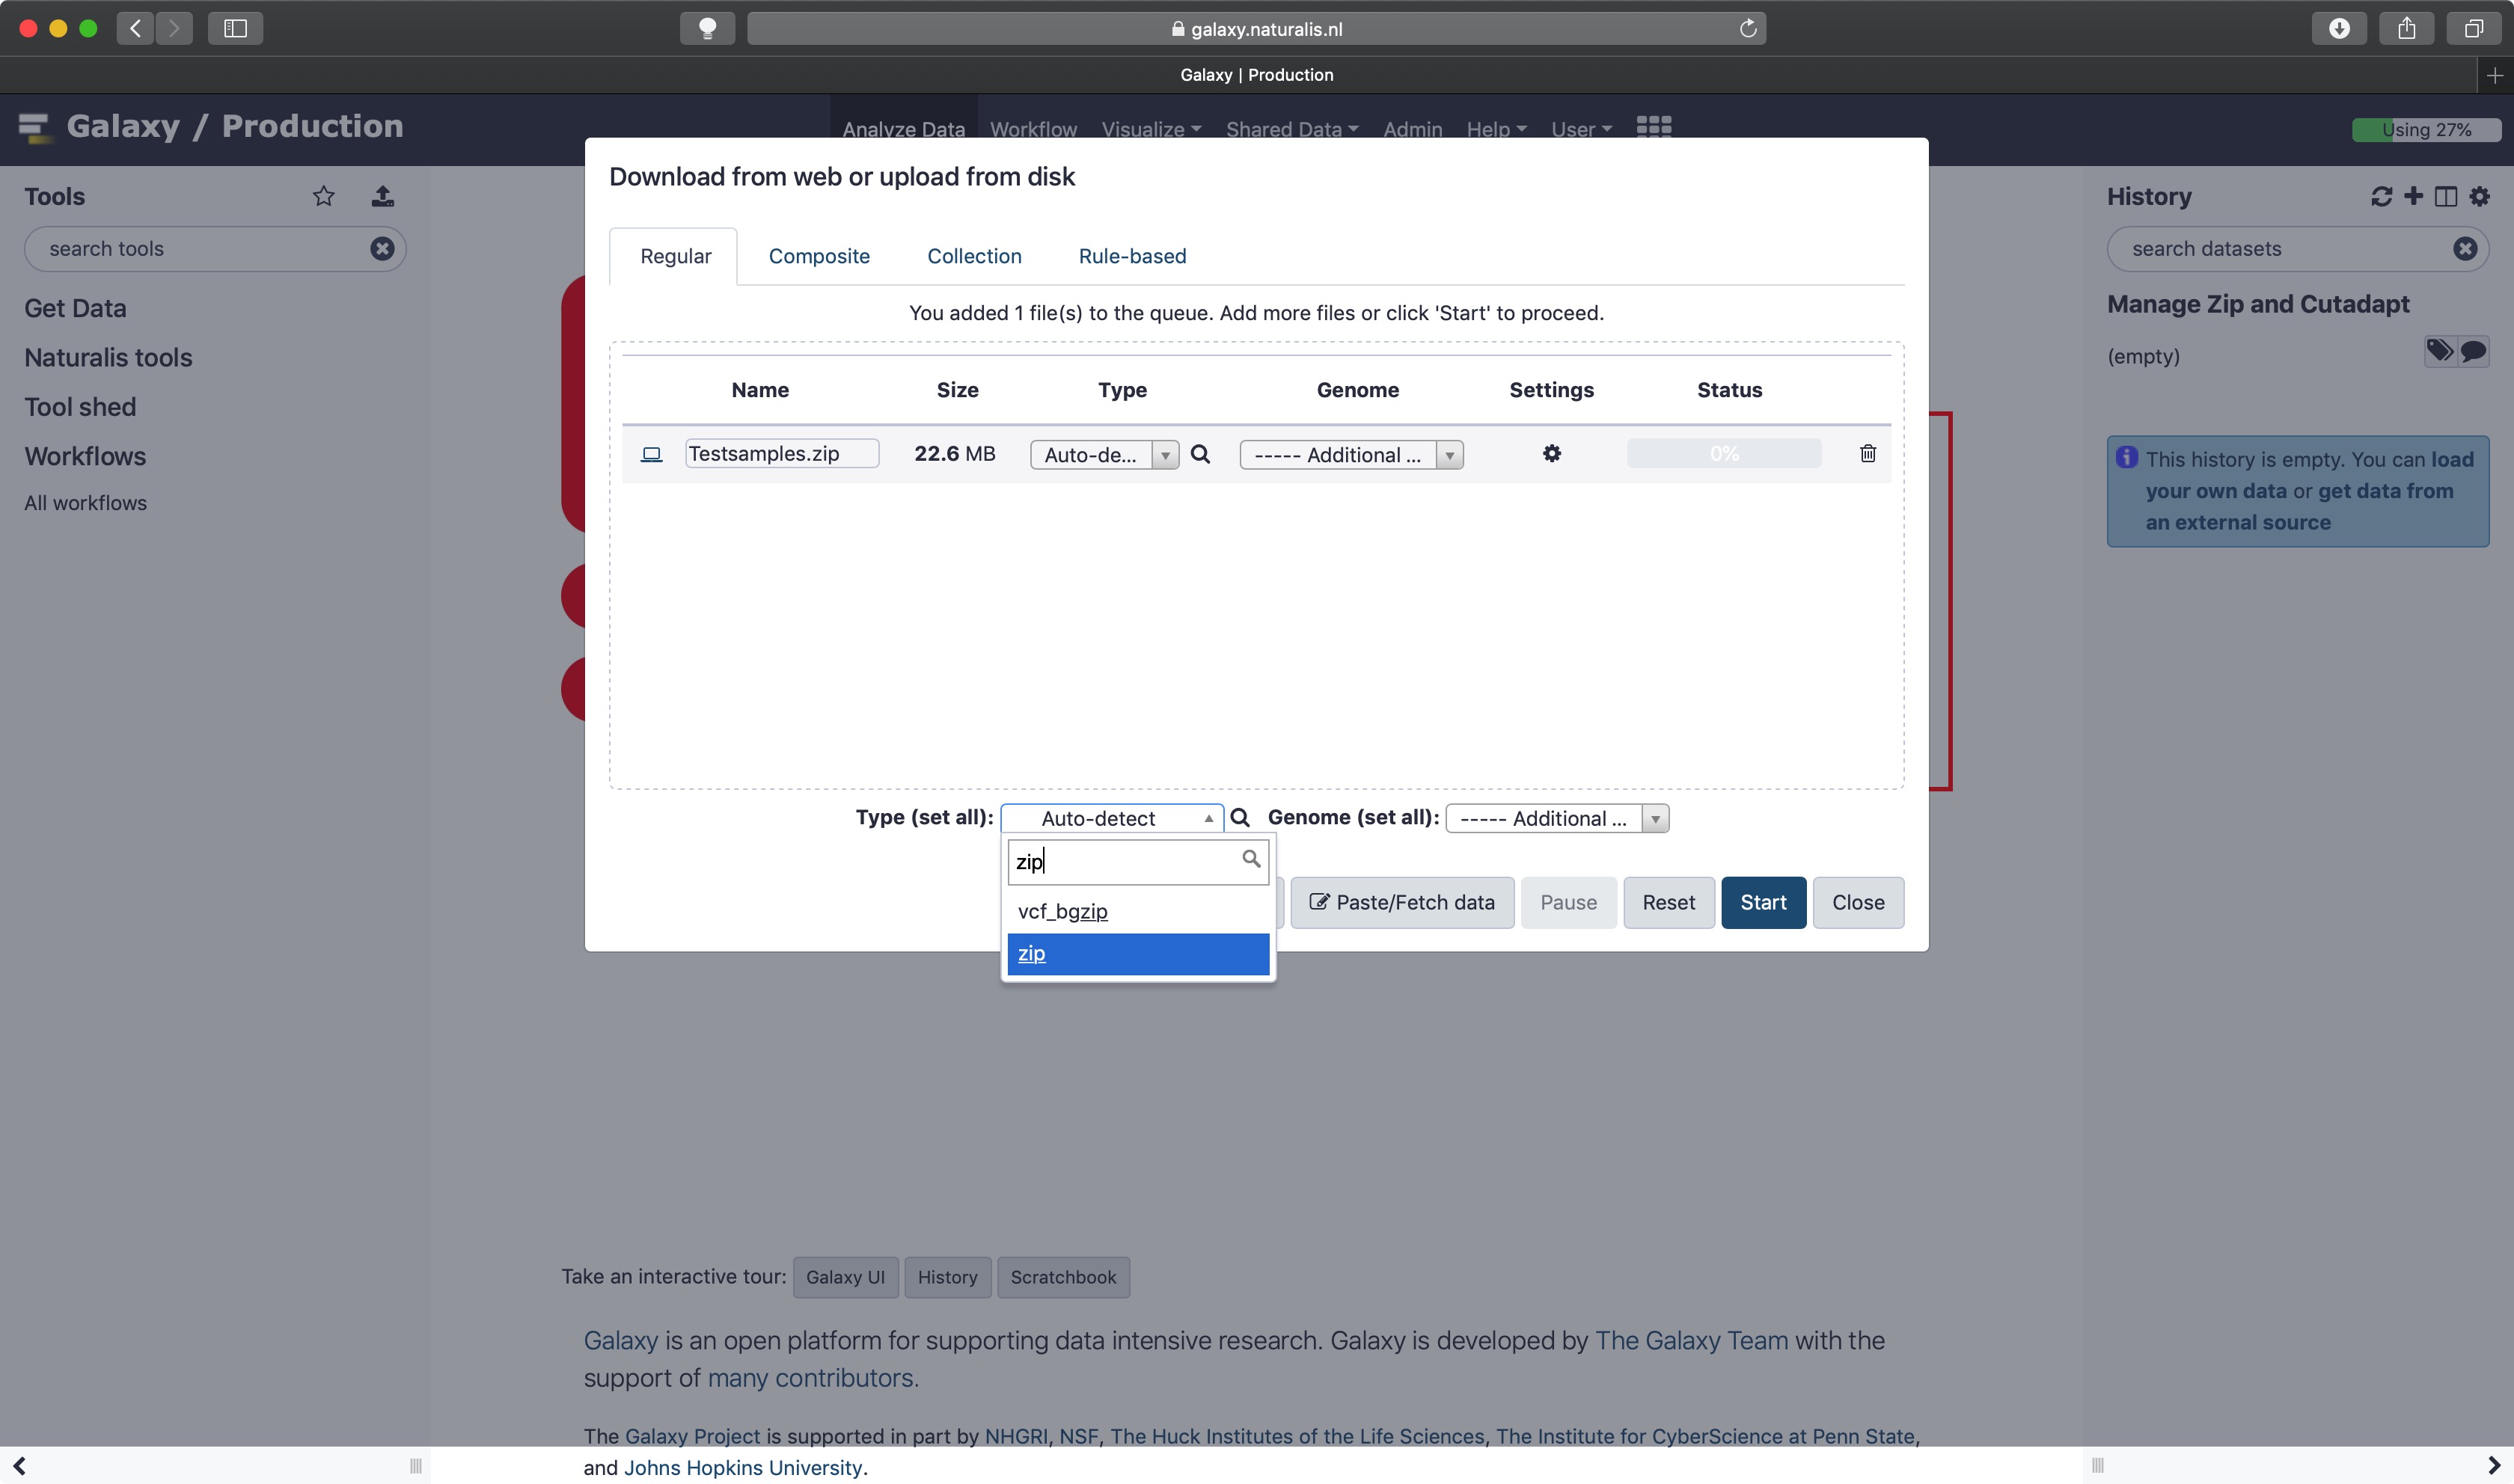 galaxy.naturalis.nl
Galaxy | Production
Galaxy / Production
Analyze Data Workflow Visualize Shared Data Admin Help User
Using 27%
Download from web or upload from disk
Tools
search tools
Get Data
Naturalis tools
Tool shed
Workflows
All workflows
Regular Composite Collection Rule-based
You added 1 file(s) to the queue. Add more files or click 'Start' to proceed.
Name Size Type Genome Settings Status
Testsamples.zip 22.6 MB Auto-de... ----- Additional ... 0%
Type (set all): Auto-detect Genome (set all): ----- Additional ...
zip
vcf_bgzip
zip
Paste/Fetch data Pause Reset Start Close
History
search datasets
Manage Zip and Cutadapt
(empty)
This history is empty. You can load
your own data or get data from
an external source
Take an interactive tour: Galaxy UI History Scratchbook
Galaxy is an open platform for supporting data intensive research. Galaxy is developed by The Galaxy Team with the
support of many contributors.
The Galaxy Project is supported in part by NHGRI, NSF, The Huck Institutes of the Life Sciences, The Institute for CyberScience at Penn State,
and Johns Hopkins University.